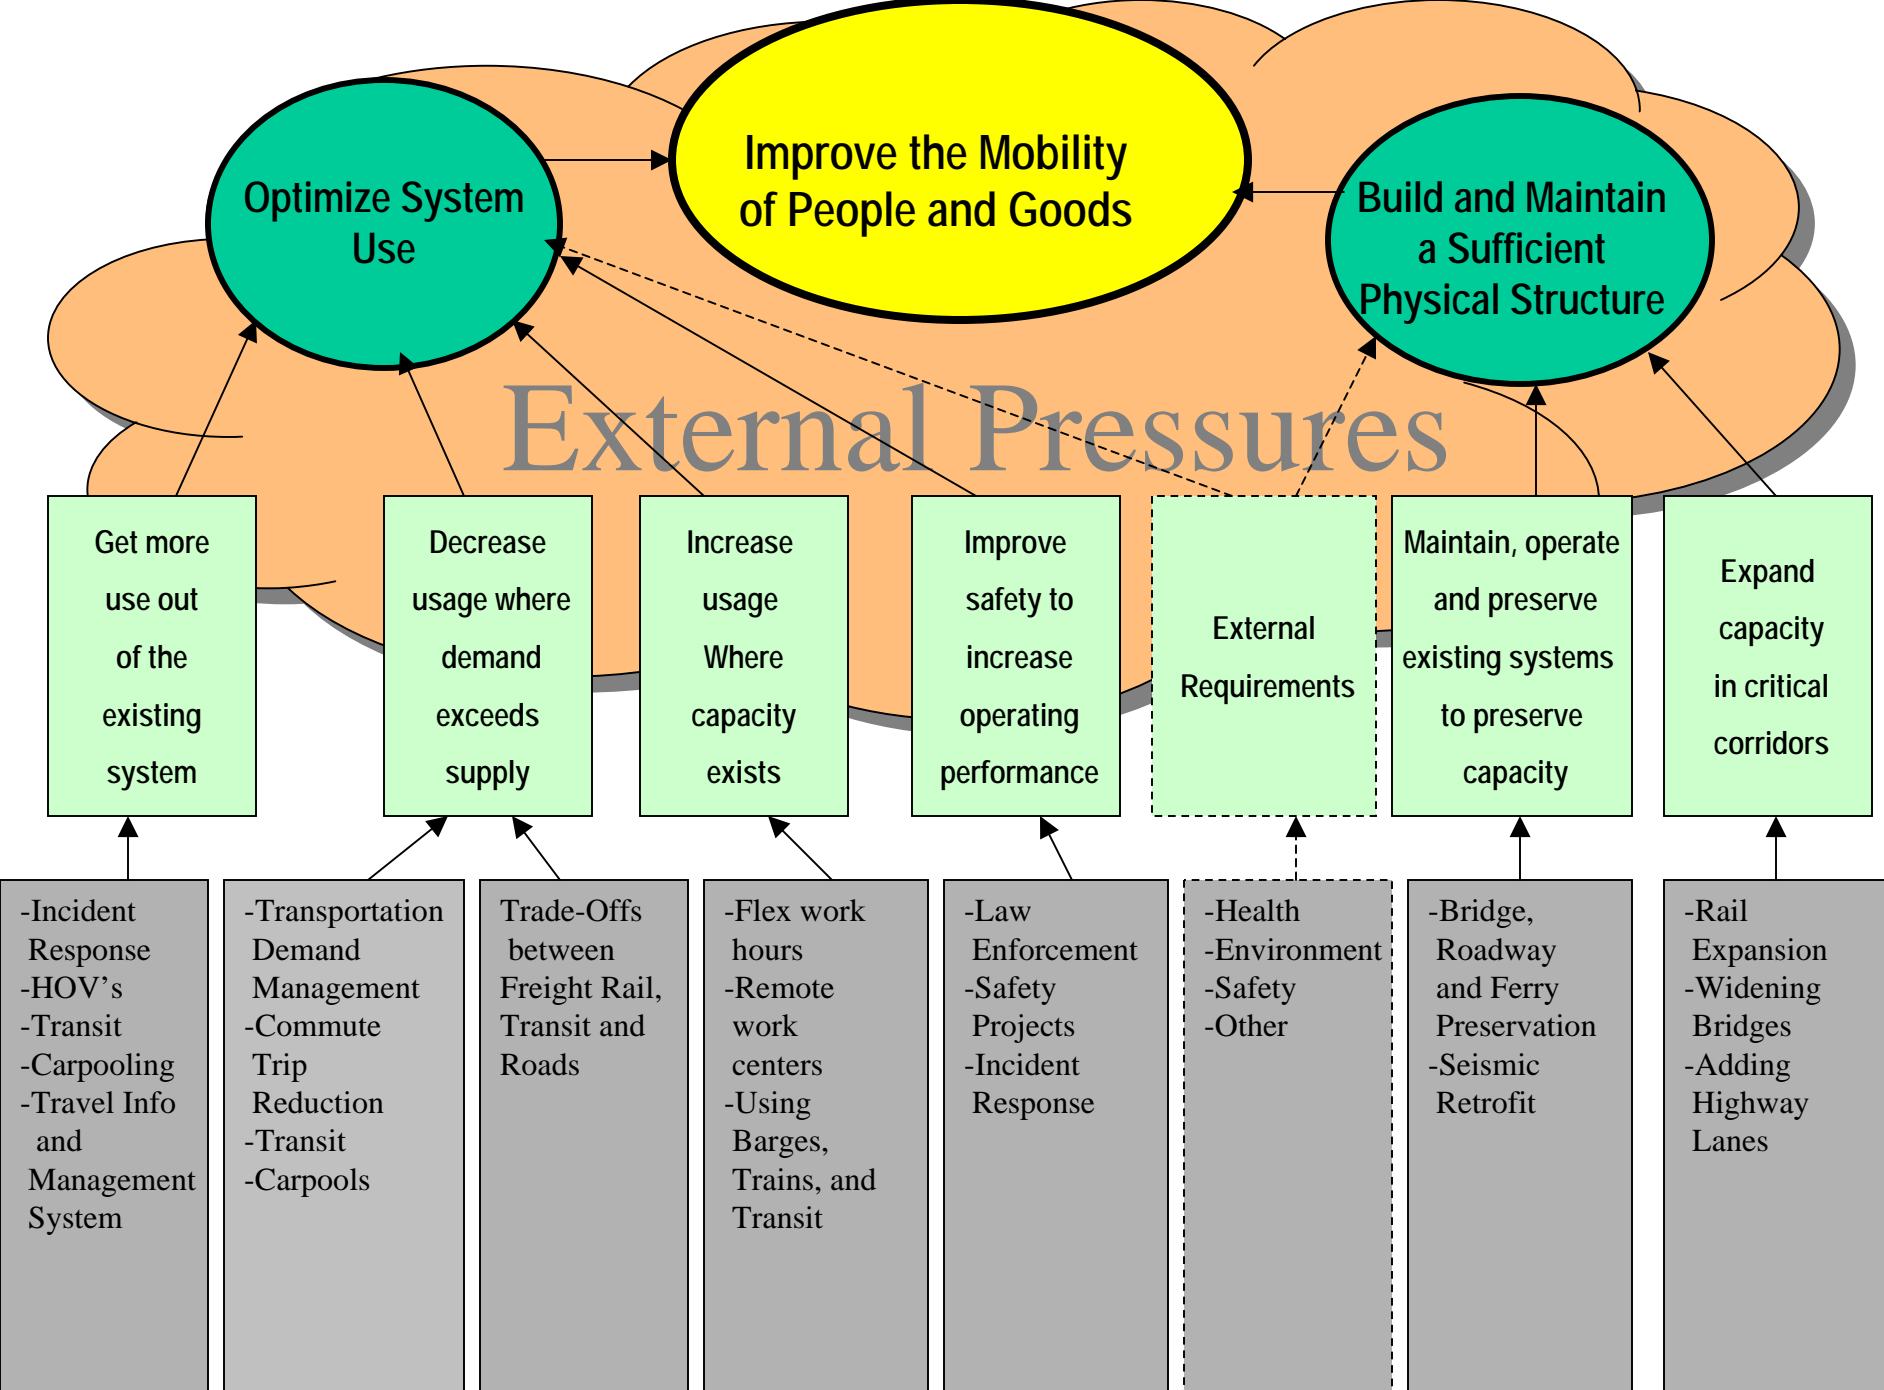 Improve the Mobility
of People and Goods
Optimize System
Use
Build and Maintain
a Sufficient
Physical Structure
External Pressures
Get more
use out
of the
existing
system
Decrease
usage where
demand
exceeds
supply
Increase
usage
Where
capacity
exists
Improve
safety to
increase
operating
performance
External
Requirements
Maintain, operate
and preserve
existing systems
to preserve
capacity
Expand
capacity
in critical
corridors
-Incident
Response
-HOV's
-Transit
-Carpooling
-Travel Info
and
Management
System
-Transportation
Demand
Management
-Commute
Trip
Reduction
-Transit
-Carpools
Trade-Offs
between
Freight Rail,
Transit and
Roads
-Flex work
hours
-Remote
work
centers
-Using
Barges,
Trains, and
Transit
-Law
Enforcement
-Safety
Projects
-Incident
Response
-Health
-Environment
-Safety
-Other
-Bridge,
Roadway
and Ferry
Preservation
-Seismic
Retrofit
-Rail
Expansion
-Widening
Bridges
-Adding
Highway
Lanes